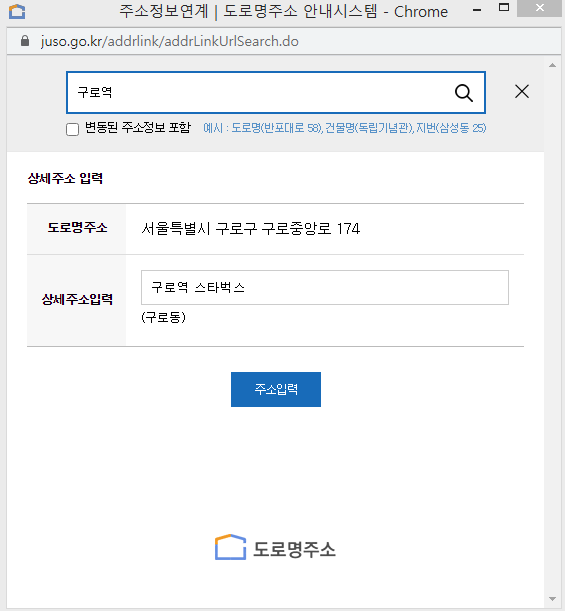 주소정보연계 | 도로명주소 안내시스템 - Chrome
juso.go.kr/addrlink/addrLinkUrlSearch.do
구로역
변동된 주소정보 포함 예시 : 도로명(반포대로 58), 건물명(독립기념관), 지번(삼성동 25)
상세주소 입력
도로명주소 서울특별시 구로구 구로중앙로 174
상세주소입력 구로역 스타벅스
(구로동)
주소입력
도로명주소